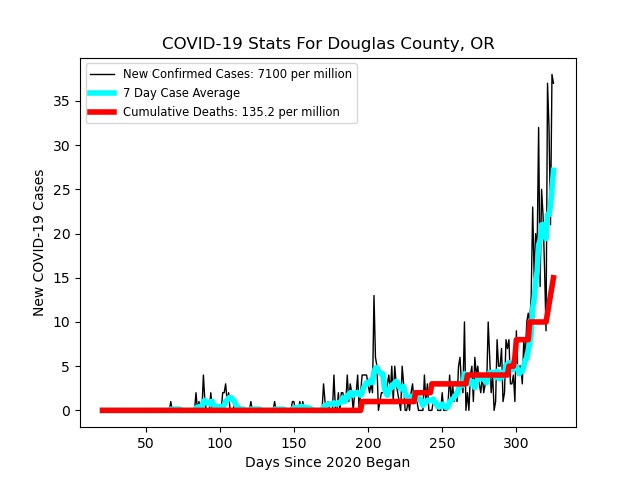 COVID-19 Stats For Douglas County, OR
New Confirmed Cases: 7100 per million
7 Day Case Average
Cumulative Deaths: 135.2 per million
New COVID-19 Cases
35
30
25
20
15
10
5
0
50 100 150 200 250 300
Days Since 2020 Began